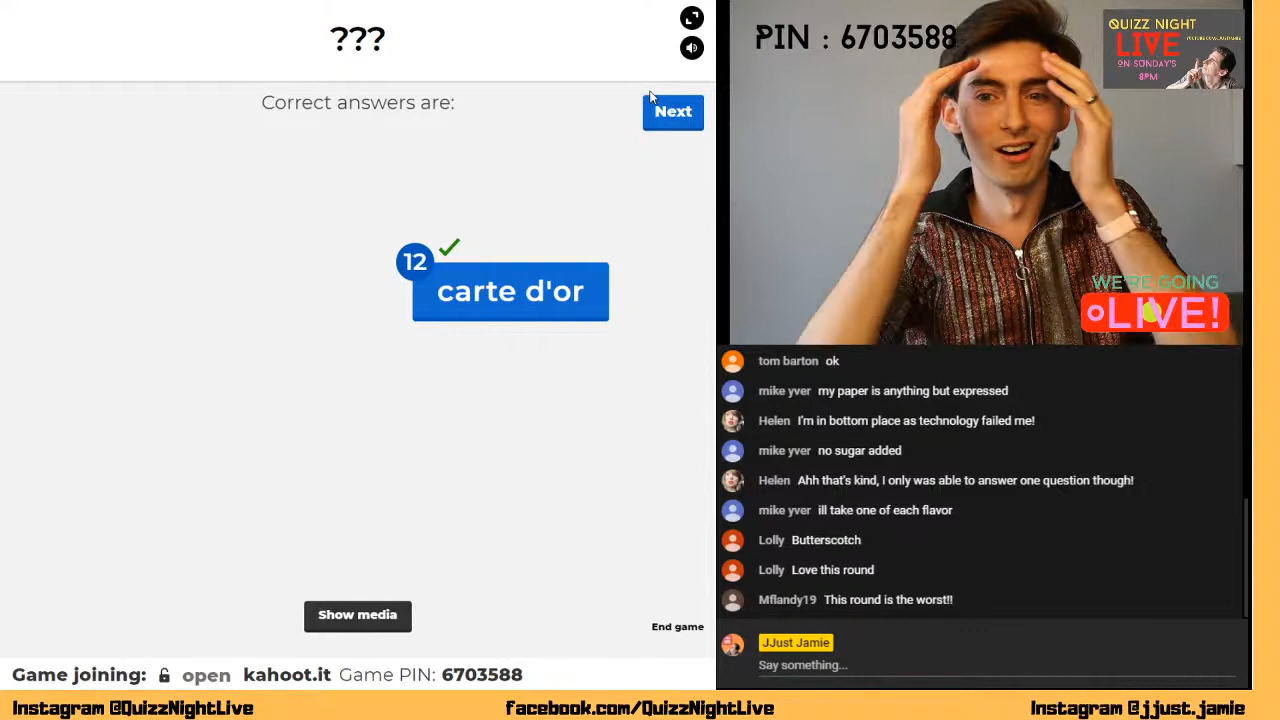 ???
Correct answers are:
Next
12
carte d'or
Show media
End game
Game joining: open kahoot.it Game PIN: 6703588
PIN : 6703588
QUIZZ NIGHT
LIVE
ON SUNDAY'S
8PM
WE'RE GOING
LIVE!
tom barton ok
mike yver my paper is anything but expressed
Helen I'm in bottom place as technology failed me!
mike yver no sugar added
Helen Ahh that's kind, I only was able to answer one question though!
mike yver ill take one of each flavor
Lolly Butterscotch
Lolly Love this round
Mflandy19 This round is the worst!!
JJust Jamie
Say something...
Instagram @QuizzNightLive facebook.com/QuizzNightLive Instagram @jjust.jamie